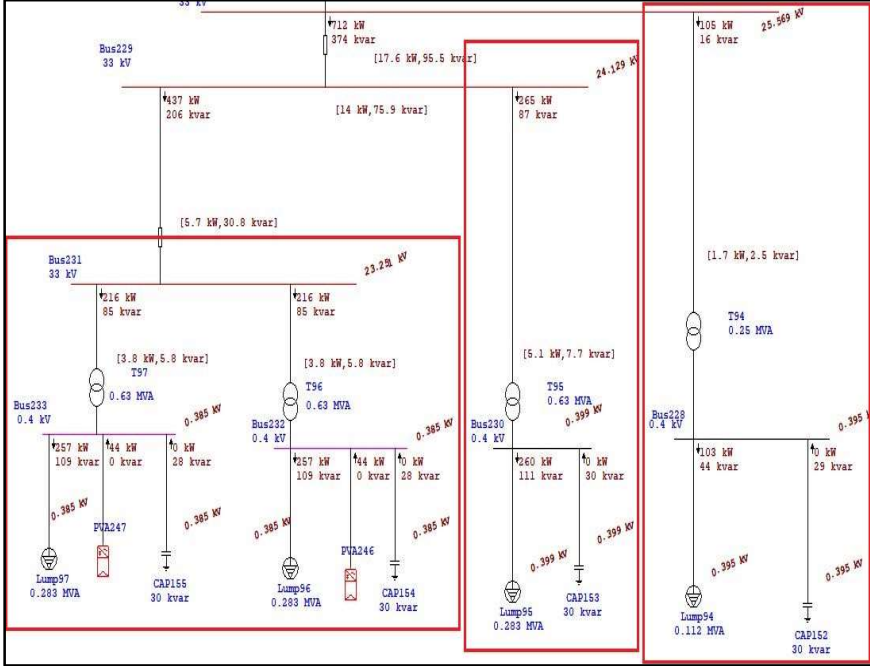 33 kV
712 kW
374 kvar
105 kW
16 kvar
25.569 kV
Bus229
33 kV
[17.6 kW,95.5 kvar]
24.129 kV
437 kW
206 kvar
[14 kW,75.9 kvar]
265 kW
87 kvar
[5.7 kW,30.8 kvar]
Bus231
33 kV
23.251 kV
[1.7 kW,2.5 kvar]
216 kW
85 kvar
216 kW
85 kvar
T94
0.25 MVA
[3.8 kW,5.8 kvar]
T97
0.63 MVA
[3.8 kW,5.8 kvar]
T96
0.63 MVA
[5.1 kW,7.7 kvar]
T95
0.63 MVA
Bus233
0.4 kV
0.385 kV
Bus232
0.4 kV
0.385 kV
Bus230
0.4 kV
0.399 kV
Bus228
0.4 kV
0.395 kV
257 kW
109 kvar
44 kW
0 kvar
0 kW
28 kvar
257 kW
109 kvar
44 kW
0 kvar
0 kW
28 kvar
260 kW
111 kvar
0 kW
30 kvar
103 kW
44 kvar
0 kW
29 kvar
0.385 kV
PVA247
0.385 kV
0.385 kV
PVA246
0.385 kV
0.399 kV
0.399 kV
0.395 kV
0.395 kV
Lump97
0.283 MVA
CAP155
30 kvar
Lump96
0.283 MVA
CAP154
30 kvar
Lump95
0.283 MVA
CAP153
30 kvar
Lump94
0.112 MVA
CAP152
30 kvar